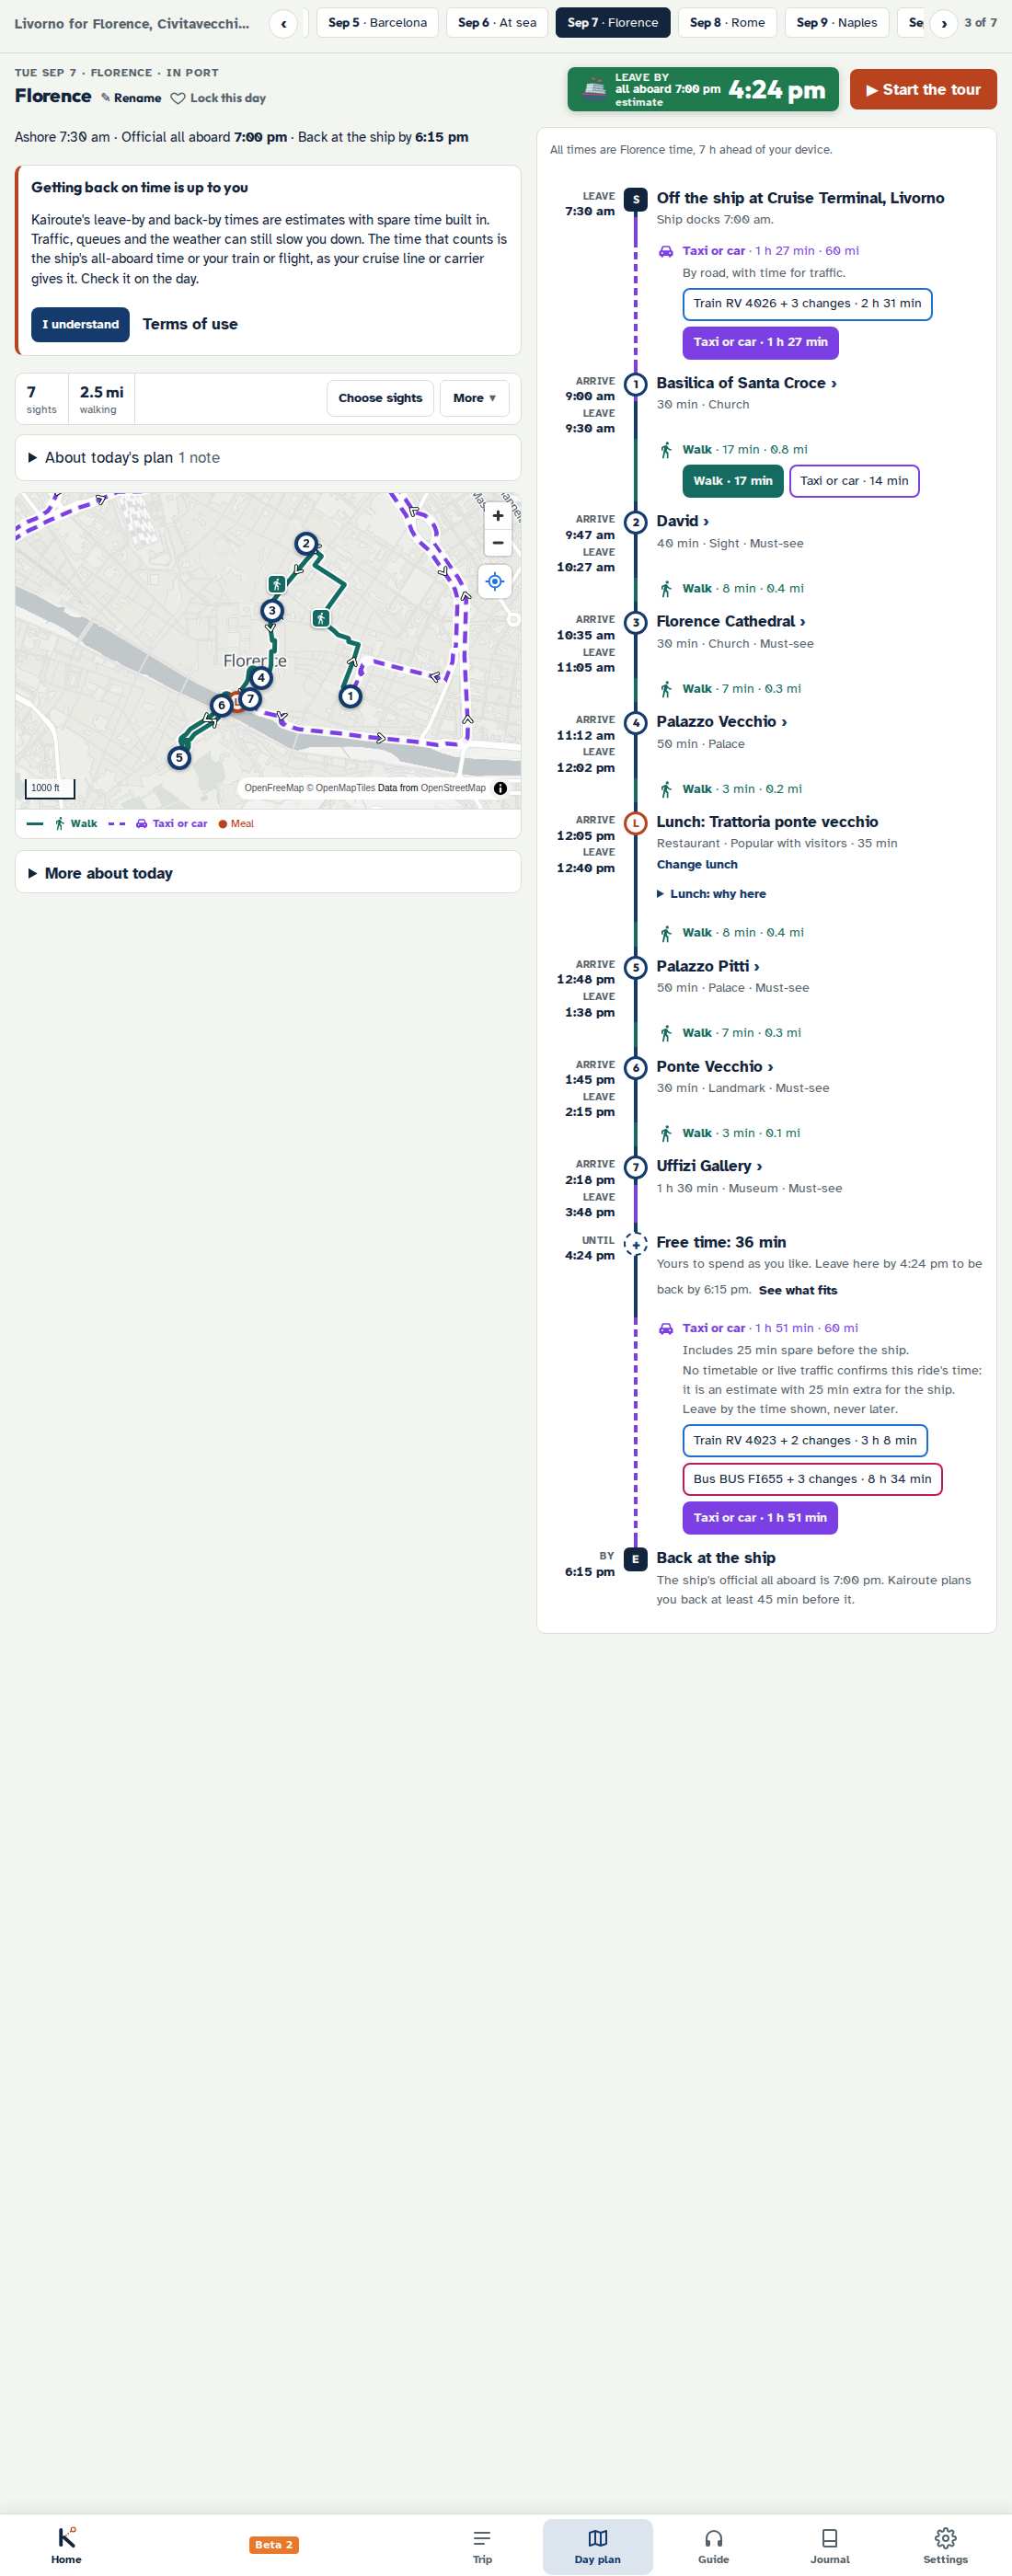 Livorno for Florence, Civitavecchi...
‹
Sep 5 · Barcelona
Sep 6 · At sea
Sep 7 · Florence
Sep 8 · Rome
Sep 9 · Naples
Se
›
3 of 7
TUE SEP 7 · FLORENCE · IN PORT
Florence ✎ Rename Lock this day
LEAVE BY
all aboard 7:00 pm
estimate
4:24 pm
▶ Start the tour
Ashore 7:30 am · Official all aboard 7:00 pm · Back at the ship by 6:15 pm
Getting back on time is up to you
Kairoute's leave-by and back-by times are estimates with spare time built in.
Traffic, queues and the weather can still slow you down. The time that counts is
the ship's all-aboard time or your train or flight, as your cruise line or carrier
gives it. Check it on the day.
I understand
Terms of use
7
sights
2.5 mi
walking
Choose sights
More ▼
▶ About today's plan 1 note
+
−
2
3
Florence
4
1
6
7
5
1000 ft
OpenFreeMap © OpenMapTiles Data from OpenStreetMap
Walk
Taxi or car
Meal
▶ More about today
All times are Florence time, 7 h ahead of your device.
LEAVE
7:30 am
S
Off the ship at Cruise Terminal, Livorno
Ship docks 7:00 am.
Taxi or car · 1 h 27 min · 60 mi
By road, with time for traffic.
Train RV 4026 + 3 changes · 2 h 31 min
Taxi or car · 1 h 27 min
ARRIVE
9:00 am
LEAVE
9:30 am
1
Basilica of Santa Croce ›
30 min · Church
Walk · 17 min · 0.8 mi
Walk · 17 min
Taxi or car · 14 min
ARRIVE
9:47 am
LEAVE
10:27 am
2
David ›
40 min · Sight · Must-see
Walk · 8 min · 0.4 mi
ARRIVE
10:35 am
LEAVE
11:05 am
3
Florence Cathedral ›
30 min · Church · Must-see
Walk · 7 min · 0.3 mi
ARRIVE
11:12 am
LEAVE
12:02 pm
4
Palazzo Vecchio ›
50 min · Palace
Walk · 3 min · 0.2 mi
ARRIVE
12:05 pm
LEAVE
12:40 pm
L
Lunch: Trattoria ponte vecchio
Restaurant · Popular with visitors · 35 min
Change lunch
▶ Lunch: why here
Walk · 8 min · 0.4 mi
ARRIVE
12:48 pm
LEAVE
1:38 pm
5
Palazzo Pitti ›
50 min · Palace · Must-see
Walk · 7 min · 0.3 mi
ARRIVE
1:45 pm
LEAVE
2:15 pm
6
Ponte Vecchio ›
30 min · Landmark · Must-see
Walk · 3 min · 0.1 mi
ARRIVE
2:18 pm
LEAVE
3:48 pm
7
Uffizi Gallery ›
1 h 30 min · Museum · Must-see
UNTIL
4:24 pm
+
Free time: 36 min
Yours to spend as you like. Leave here by 4:24 pm to be
back by 6:15 pm. See what fits
Taxi or car · 1 h 51 min · 60 mi
Includes 25 min spare before the ship.
No timetable or live traffic confirms this ride's time:
it is an estimate with 25 min extra for the ship.
Leave by the time shown, never later.
Train RV 4023 + 2 changes · 3 h 8 min
Bus BUS FI655 + 3 changes · 8 h 34 min
Taxi or car · 1 h 51 min
BY
6:15 pm
E
Back at the ship
The ship's official all aboard is 7:00 pm. Kairoute plans
you back at least 45 min before it.
Home
Beta 2
Trip
Day plan
Guide
Journal
Settings